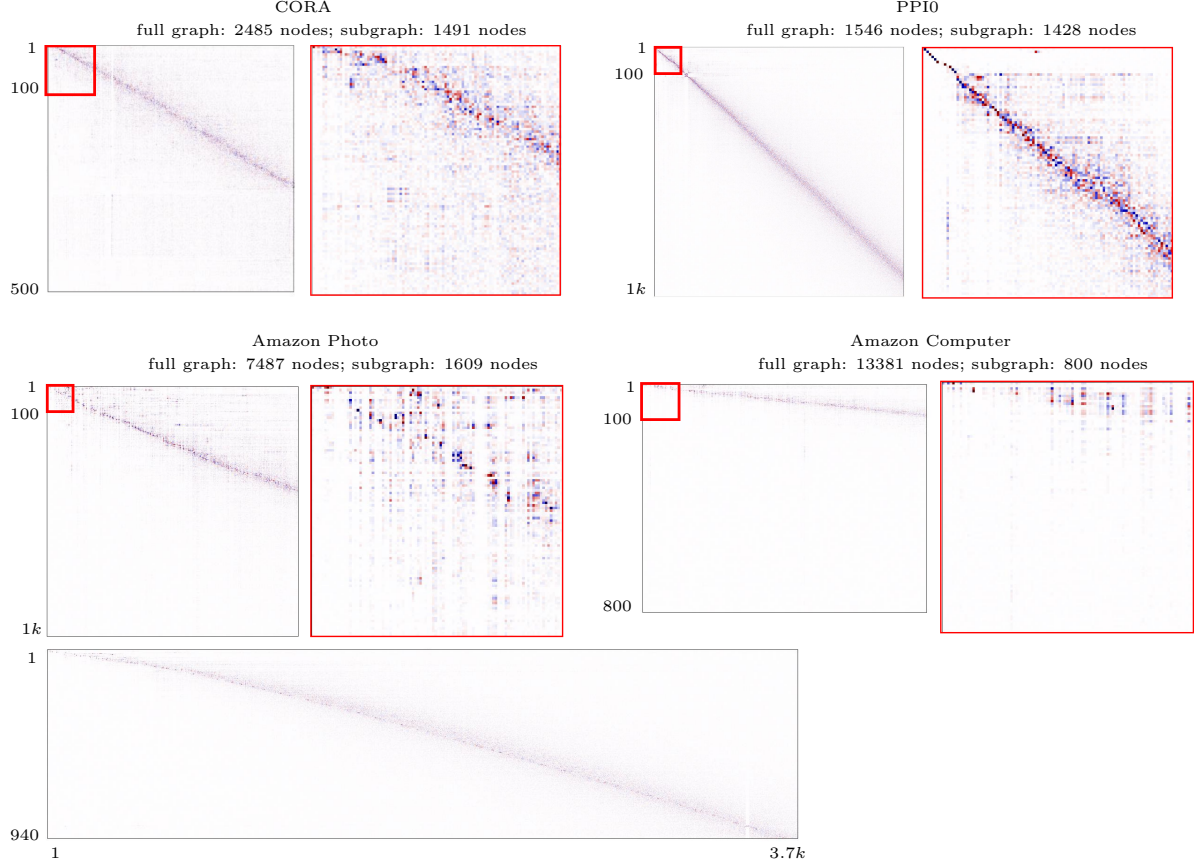 CORA
full graph: 2485 nodes; subgraph: 1491 nodes
1
100
500
PPI0
full graph: 1546 nodes; subgraph: 1428 nodes
1
100
1k
Amazon Photo
full graph: 7487 nodes; subgraph: 1609 nodes
1
100
1k
Amazon Computer
full graph: 13381 nodes; subgraph: 800 nodes
1
100
800
1
940
1
3.7k